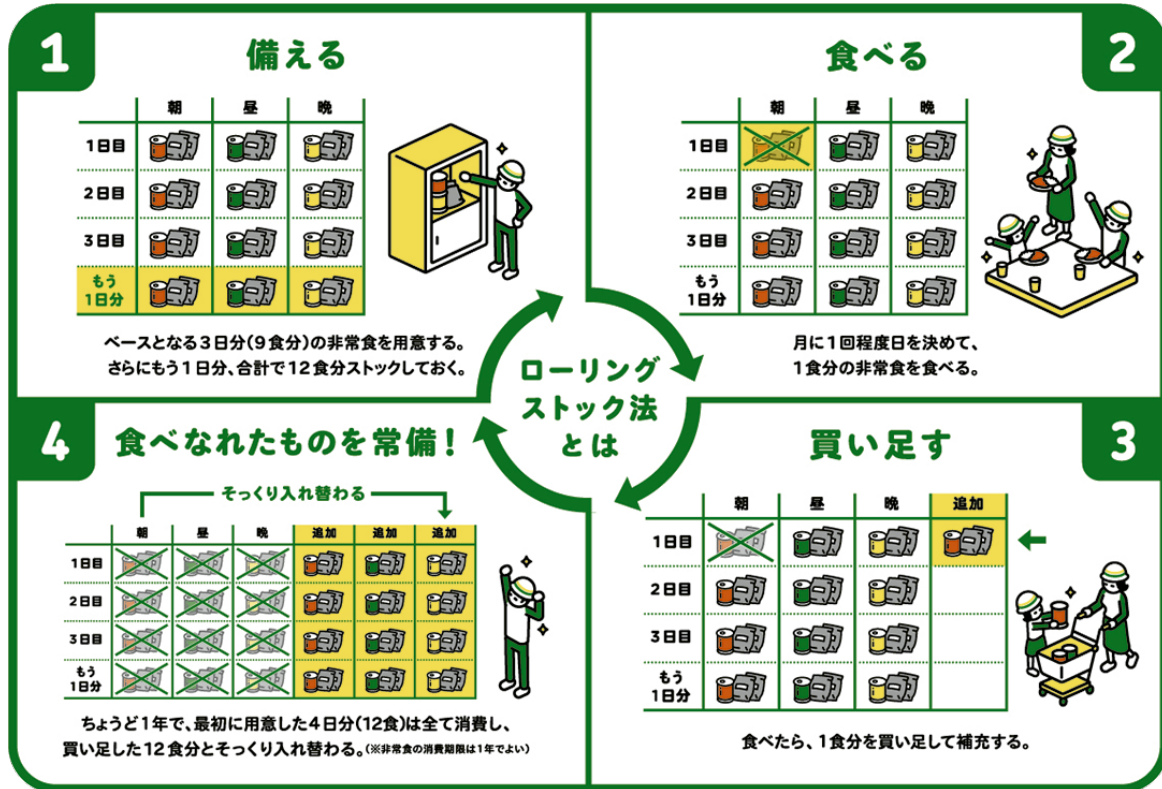 1
備える
朝 昼 晩
1日目
2日目
3日目
もう
1日分
ベースとなる3日分(9食分)の非常食を用意する。
さらにもう1日分、合計で12食分ストックしておく。
2
食べる
朝 昼 晩
1日目
2日目
3日目
もう
1日分
月に1回程度日を決めて、
1食分の非常食を食べる。
ローリング
ストック法
とは
3
買い足す
朝 昼 晩 追加
1日目
2日目
3日目
もう
1日分
食べたら、1食分を買い足して補充する。
4
食べなれたものを常備!
そっくり入れ替わる
朝 昼 晩 追加 追加 追加
1日目
2日目
3日目
もう
1日分
ちょうど1年で、最初に用意した4日分(12食)は全て消費し、
買い足した12食分とそっくり入れ替わる。(※非常食の消費期限は1年でよい)